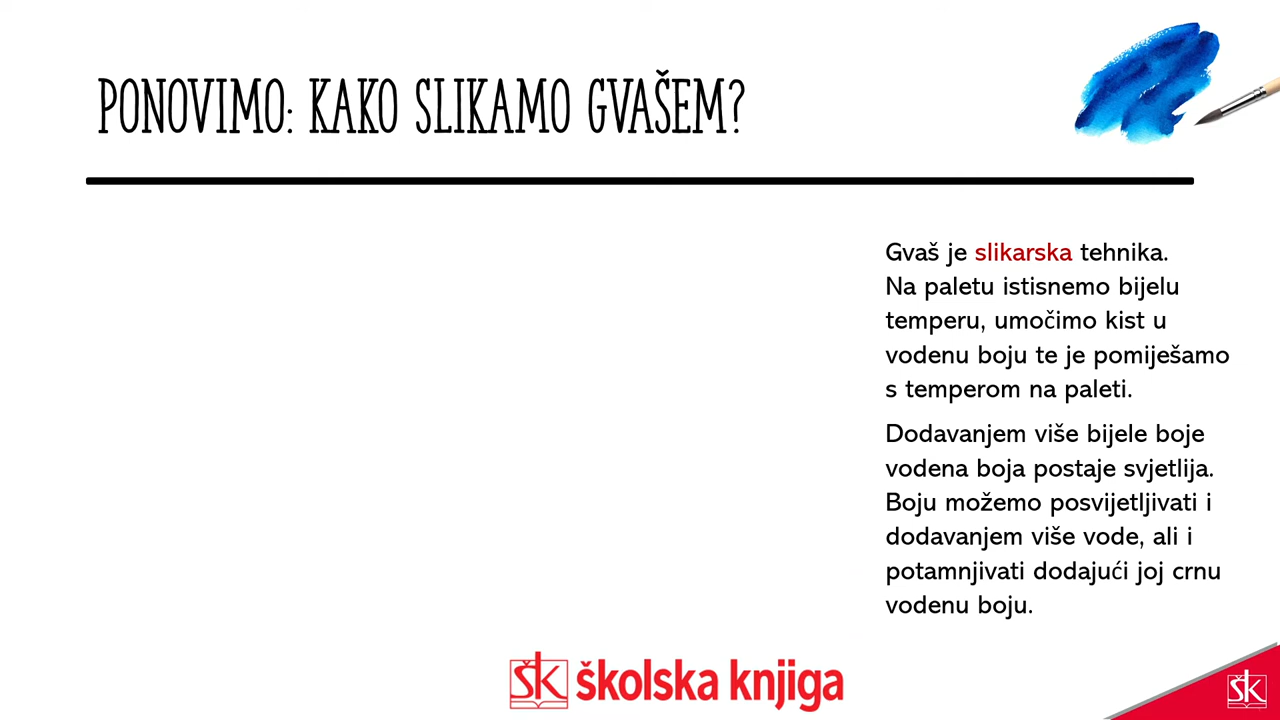 PONOVIMO: KAKO SLIKAMO GVAŠEM?
Gvaš je slikarska tehnika.
Na paletu istisnemo bijelu
temperu, umočimo kist u
vodenu boju te je pomiješamo
s temperom na paleti.
Dodavanjem više bijele boje
vodena boja postaje svjetlija.
Boju možemo posvijetljivati i
dodavanjem više vode, ali i
potamnjivati dodajući joj crnu
vodenu boju.
šk školska knjiga
šk